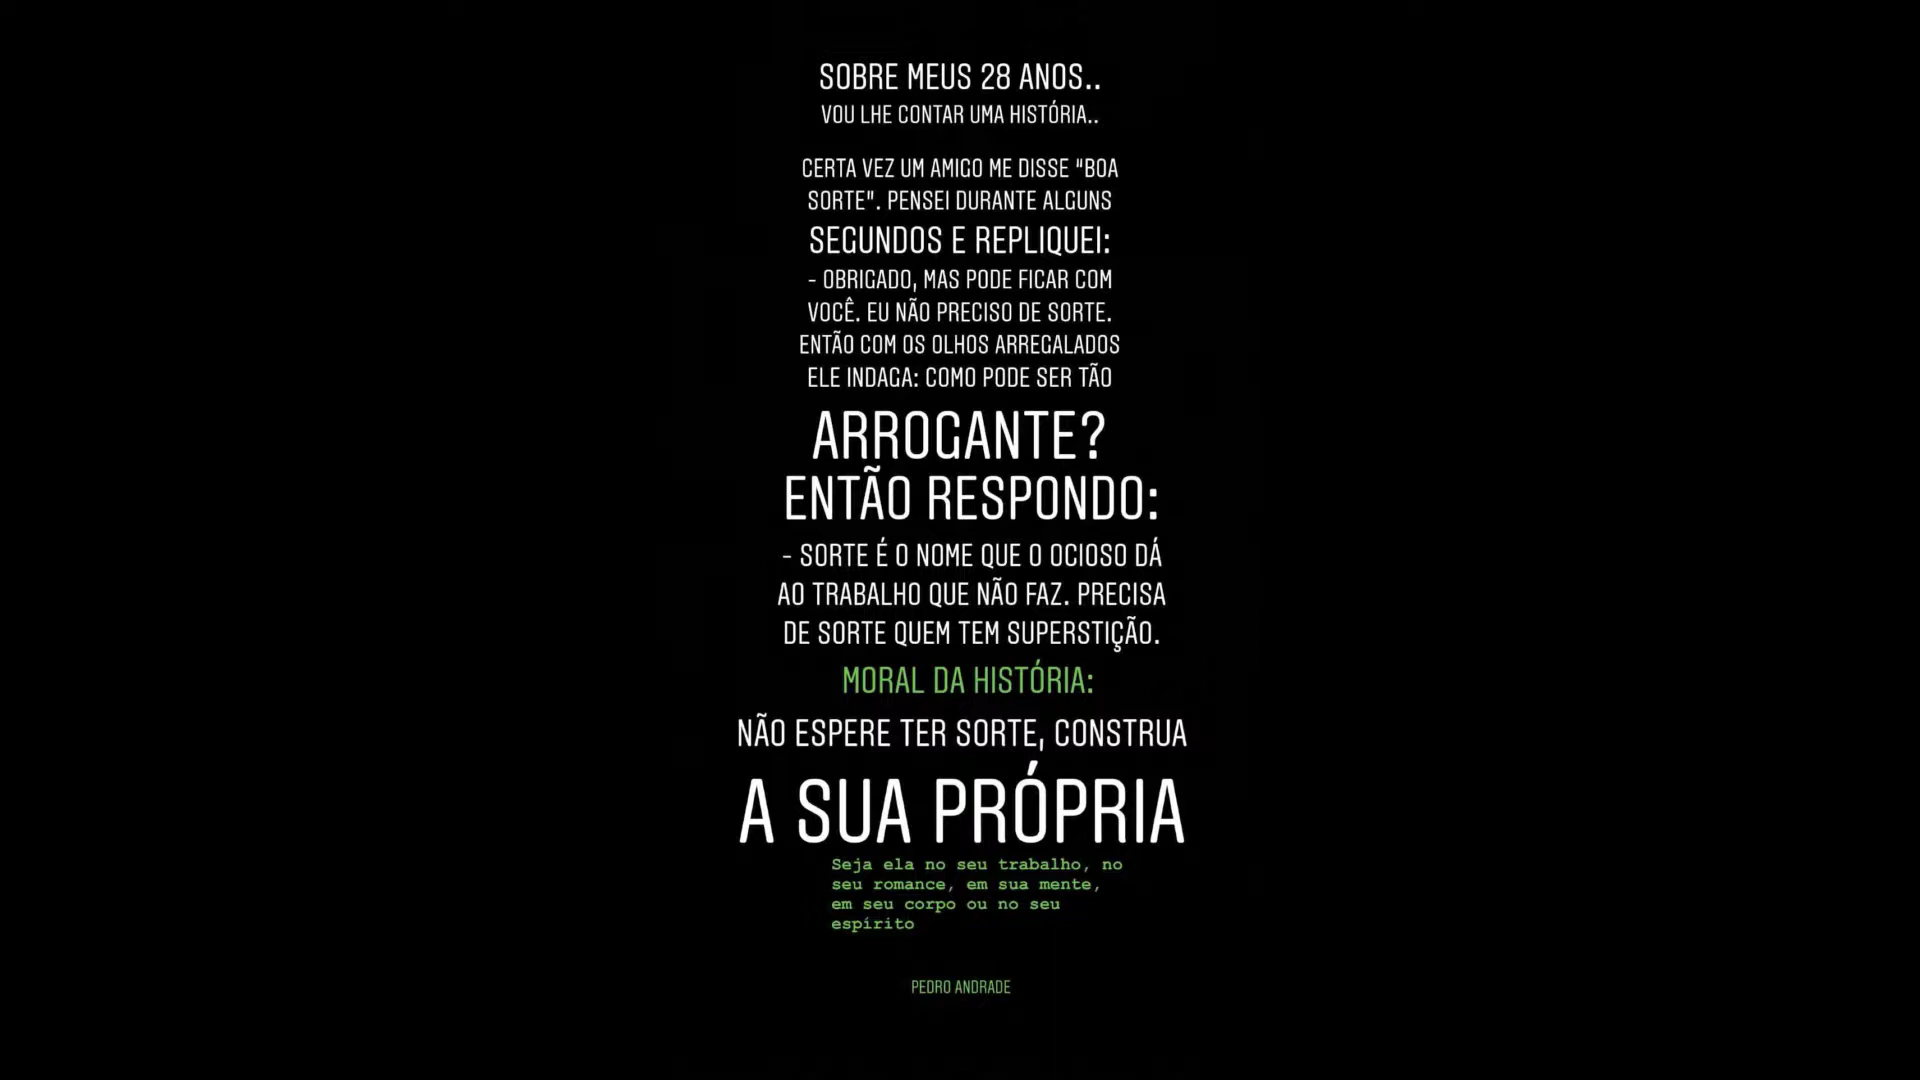 SOBRE MEUS 28 ANOS..
VOU LHE CONTAR UMA HISTÓRIA..
CERTA VEZ UM AMIGO ME DISSE "BOA
SORTE". PENSEI DURANTE ALGUNS
SEGUNDOS E REPLIQUEI:
- OBRIGADO, MAS PODE FICAR COM
VOCÊ. EU NÃO PRECISO DE SORTE.
ENTÃO COM OS OLHOS ARREGALADOS
ELE INDAGA: COMO PODE SER TÃO
ARROGANTE?
ENTÃO RESPONDO:
- SORTE É O NOME QUE O OCIOSO DÁ
AO TRABALHO QUE NÃO FAZ. PRECISA
DE SORTE QUEM TEM SUPERSTIÇÃO.
MORAL DA HISTÓRIA:
NÃO ESPERE TER SORTE, CONSTRUA
A SUA PRÓPRIA
Seja ela no seu trabalho, no
seu romance, em sua mente,
em seu corpo ou no seu
espírito
PEDRO ANDRADE